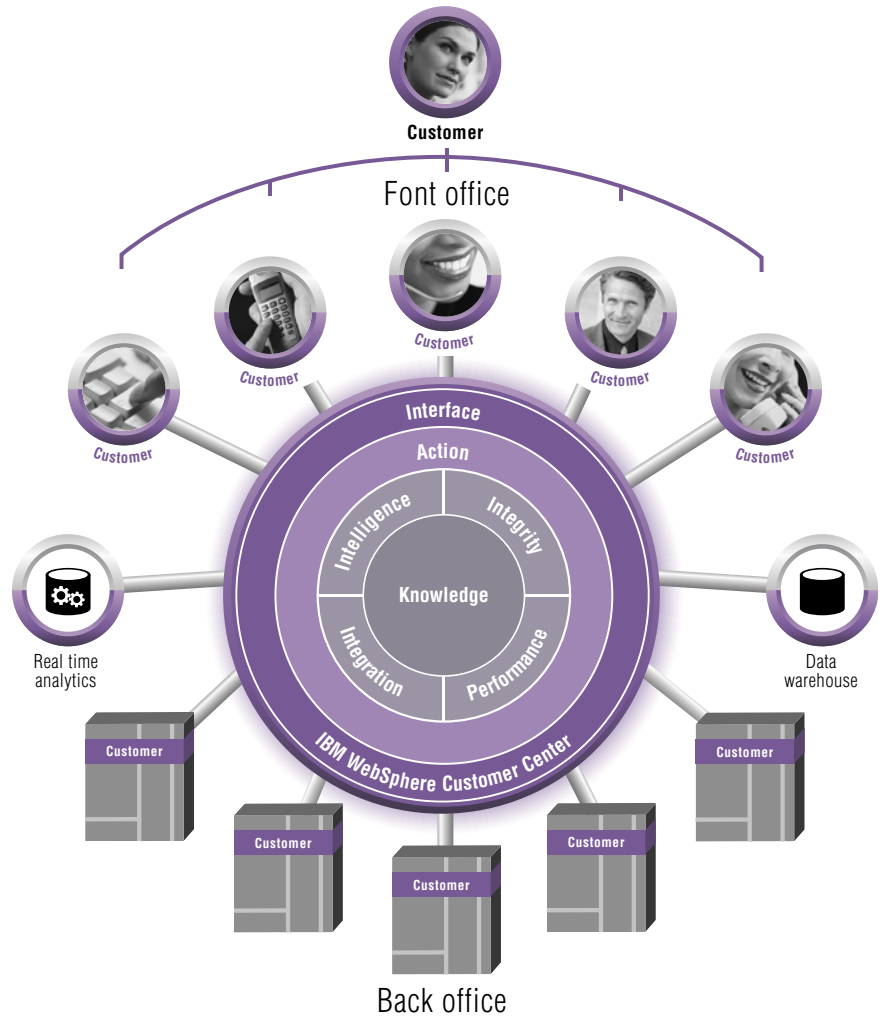 Customer
Font office
Customer
Customer
Customer
Customer
Customer
Interface
Action
Intelligence
Integrity
Knowledge
Integration
Performance
IBM WebSphere Customer Center
Real time
analytics
Data
warehouse
Customer
Customer
Customer
Customer
Customer
Back office